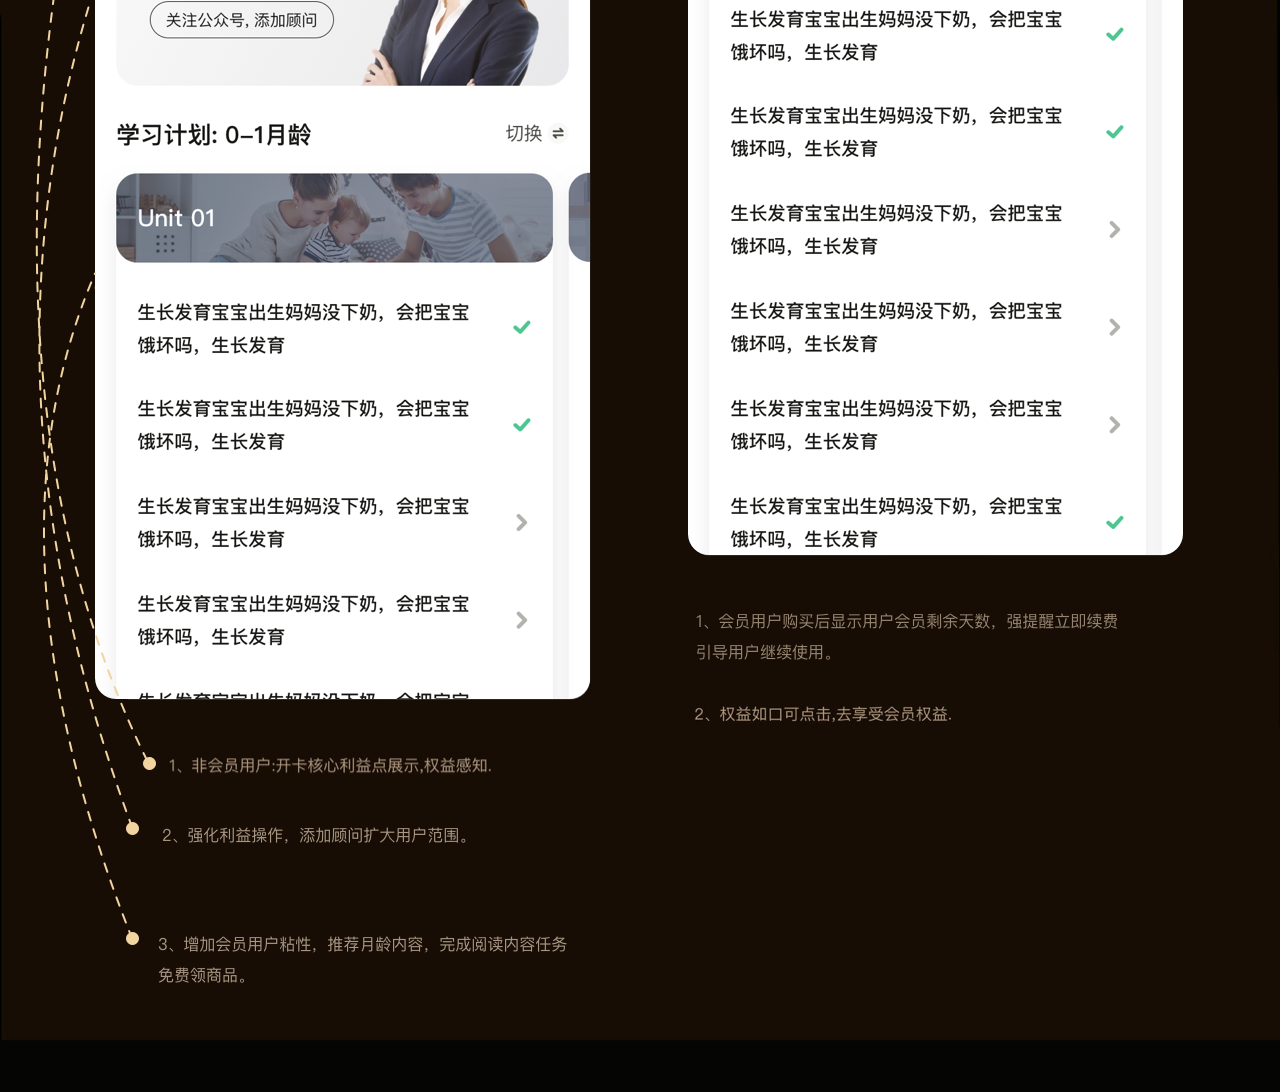 关注公众号, 添加顾问
学习计划: 0–1月龄
切换
Unit 01
生长发育宝宝出生妈妈没下奶，会把宝宝
饿坏吗，生长发育
生长发育宝宝出生妈妈没下奶，会把宝宝
饿坏吗，生长发育
生长发育宝宝出生妈妈没下奶，会把宝宝
饿坏吗，生长发育
生长发育宝宝出生妈妈没下奶，会把宝宝
饿坏吗，生长发育
生长发育宝宝出生妈妈没下奶，会把宝宝
1、非会员用户:开卡核心利益点展示,权益感知.
2、强化利益操作，添加顾问扩大用户范围。
3、增加会员用户粘性，推荐月龄内容，完成阅读内容任务
免费领商品。
生长发育宝宝出生妈妈没下奶，会把宝宝
饿坏吗，生长发育
生长发育宝宝出生妈妈没下奶，会把宝宝
饿坏吗，生长发育
生长发育宝宝出生妈妈没下奶，会把宝宝
饿坏吗，生长发育
生长发育宝宝出生妈妈没下奶，会把宝宝
饿坏吗，生长发育
生长发育宝宝出生妈妈没下奶，会把宝宝
饿坏吗，生长发育
生长发育宝宝出生妈妈没下奶，会把宝宝
饿坏吗，生长发育
1、会员用户购买后显示用户会员剩余天数，强提醒立即续费
引导用户继续使用。
2、权益如口可点击,去享受会员权益.